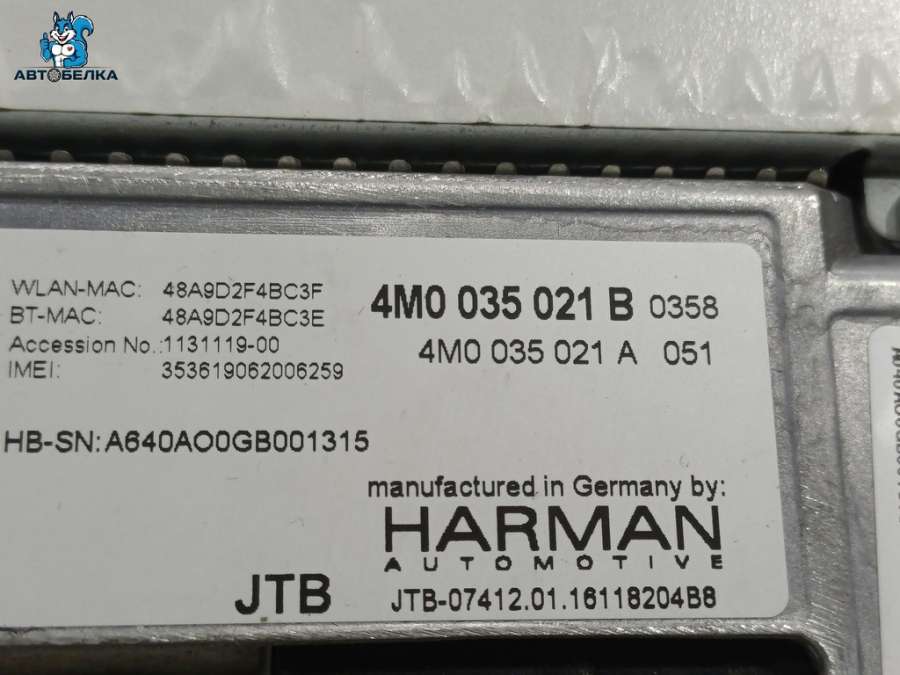 АВТОБЕЛКА
WLAN-MAC: 48A9D2F4BC3F
BT-MAC: 48A9D2F4BC3E
Accession No.:1131119-00
IMEI: 353619062006259
4M0 035 021 B 0358
4M0 035 021 A 051
HB-SN: A640AO0GB001315
manufactured in Germany by:
HARMAN
AUTOMOTIVE
JTB
JTB-07412.01.16118204B8